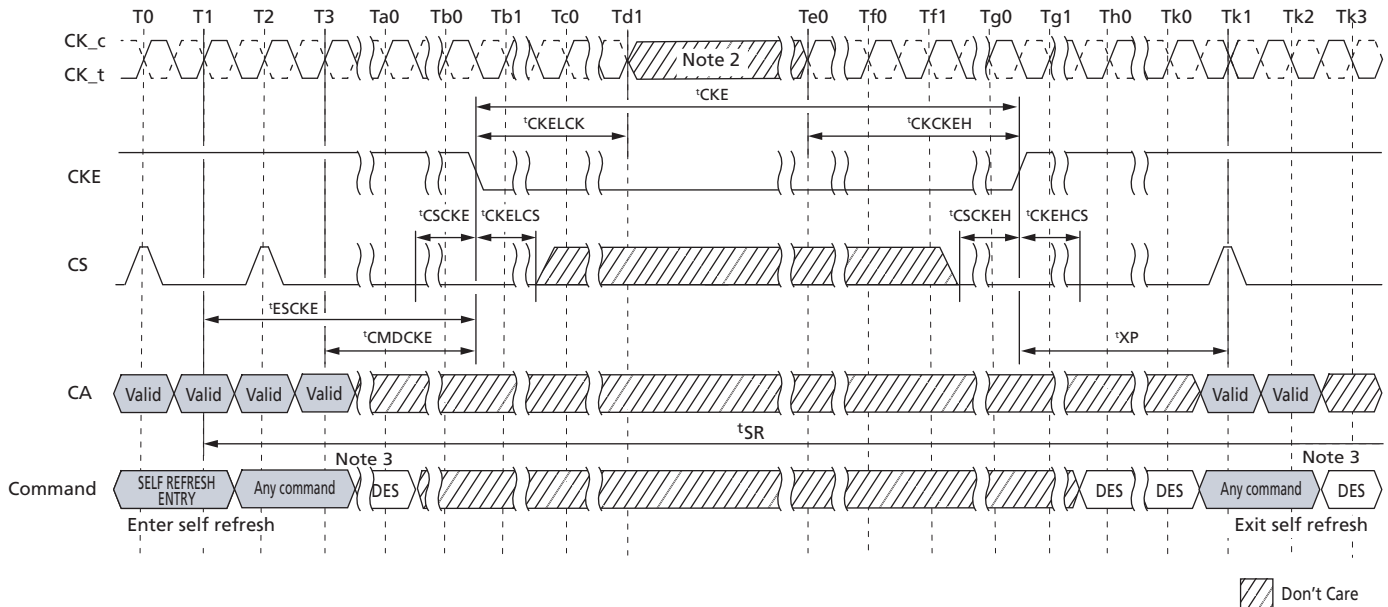 T0 T1 T2 T3 Ta0 Tb0 Tb1 Tc0 Td1 Te0 Tf0 Tf1 Tg0 Tg1 Th0 Tk0 Tk1 Tk2 Tk3
CK_c
CK_t
Note 2
tCKE
tCKELCK tCKCKEH
CKE
tCSCKE tCKELCS tCSCKEH tCKEHCS
CS
tESCKE
tCMDCKE tXP
CA Valid Valid Valid Valid Valid Valid
tSR
Note 3 Note 3
Command SELF REFRESH ENTRY Any command DES DES DES Any command DES
Enter self refresh Exit self refresh
Don't Care